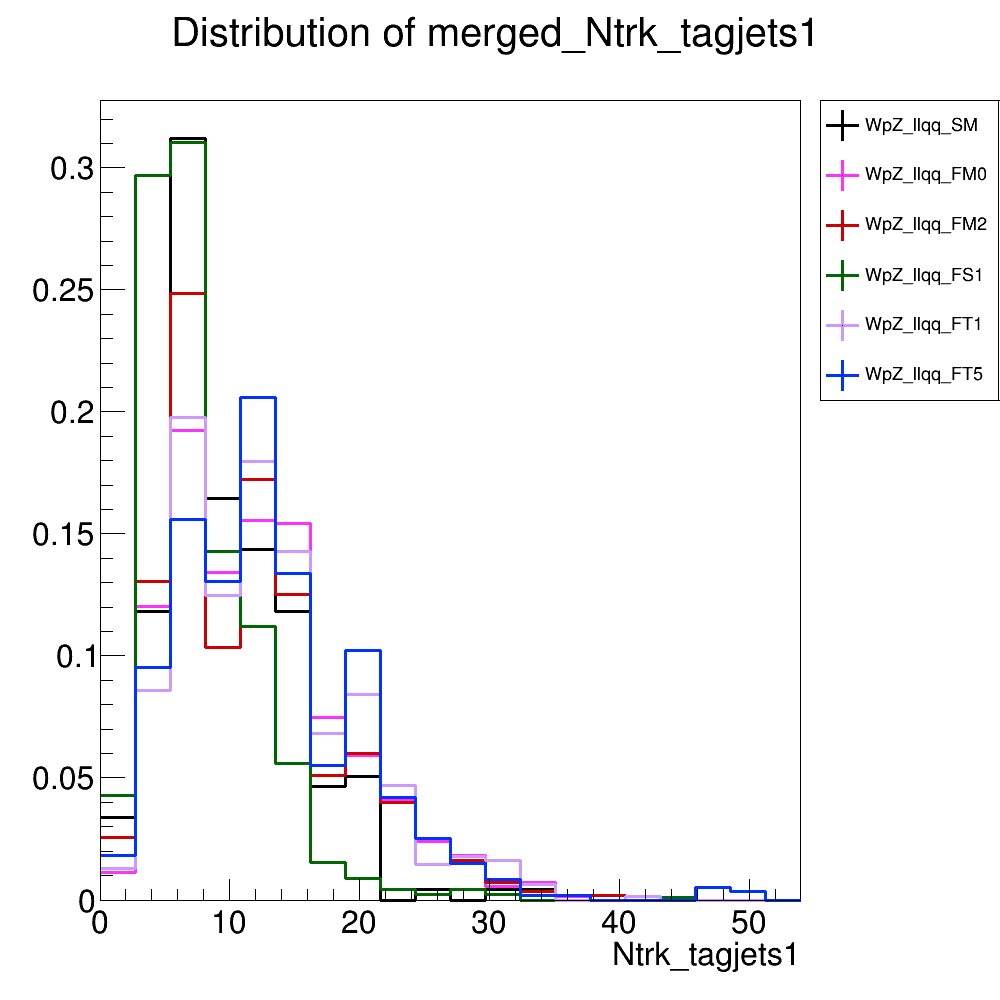 Distribution of merged_Ntrk_tagjets1
WpZ_llqq_SM
WpZ_llqq_FM0
WpZ_llqq_FM2
WpZ_llqq_FS1
WpZ_llqq_FT1
WpZ_llqq_FT5
0.3
0.25
0.2
0.15
0.1
0.05
0
0 10 20 30 40 50
Ntrk_tagjets1